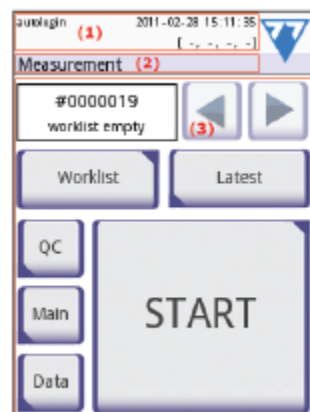 autologin 2011-02-28 15:11:35
(1)
[ -, -, -, -]
Measurement (2)
#0000019
worklist empty
(3)
Worklist Latest
QC
Main
START
Data